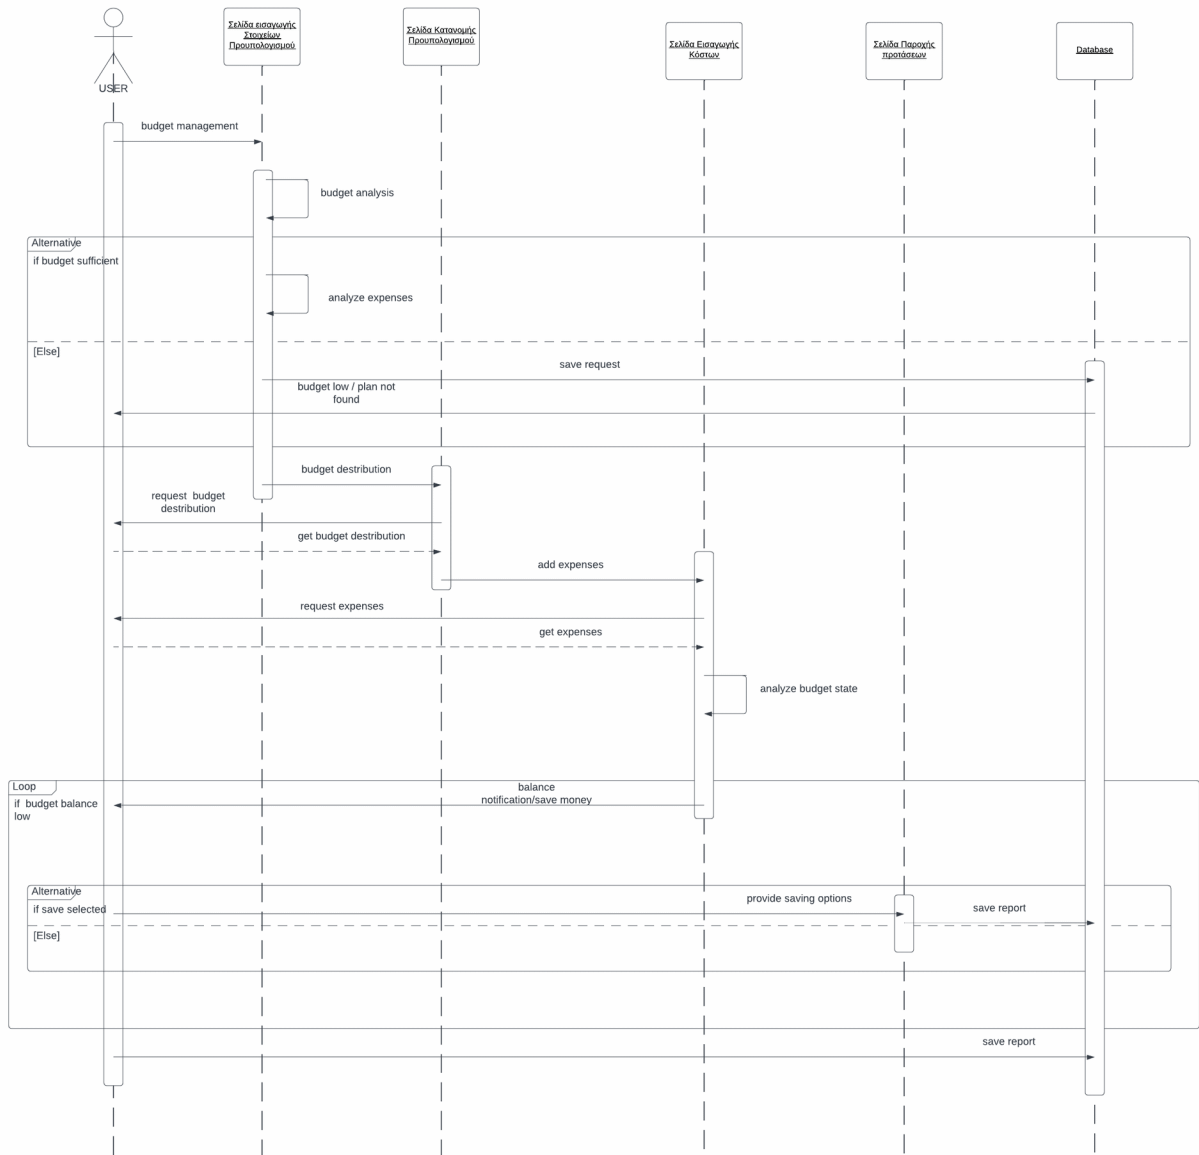 USER
Σελίδα εισαγωγής
Στοιχείων
Προυπολογισμού
Σελίδα Κατανομής
Προυπολογισμού
Σελίδα Εισαγωγής
Κόστων
Σελίδα Παροχής
προτάσεων
Database
budget management
budget analysis
Alternative
if budget sufficient
analyze expenses
[Else]
save request
budget low / plan not
found
budget destribution
request budget
destribution
get budget destribution
add expenses
request expenses
get expenses
analyze budget state
Loop
if budget balance
low
balance
notification/save money
Alternative
if save selected
provide saving options
save report
[Else]
save report